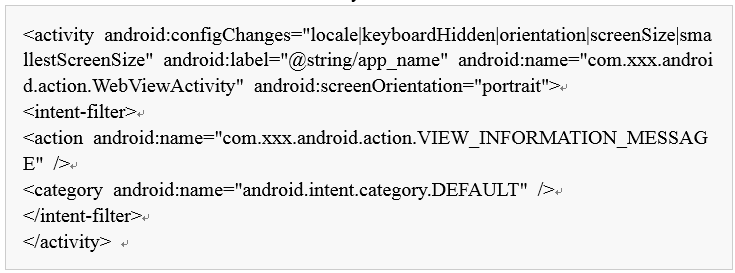 <activity android:configChanges="locale|keyboardHidden|orientation|screenSize|sma
llestScreenSize" android:label="@string/app_name" android:name="com.xxx.androi
d.action.WebViewActivity" android:screenOrientation="portrait">
<intent-filter>
<action android:name="com.xxx.android.action.VIEW_INFORMATION_MESSAG
E" />
<category android:name="android.intent.category.DEFAULT" />
</intent-filter>
</activity>